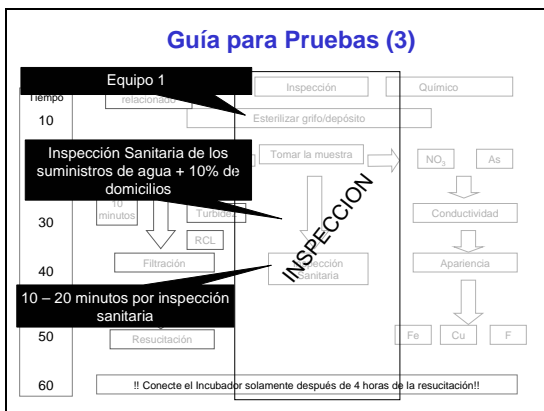 Guía para Pruebas (3)
Equipo 1
Inspección
Químico
Tiempo
relacionado
10
Esterilizar grifo/depósito
Inspección Sanitaria de los
suministros de agua + 10% de
domicilios
Tomar la muestra
NO3
As
10
minutos
30
Turbidez
Conductividad
RCL
INSPECCION
Filtración
40
Sanitaria
Apariencia
10 – 20 minutos por inspección
sanitaria
50
Resucitación
Fe
Cu
F
60
!! Conecte el Incubador solamente después de 4 horas de la resucitación!!